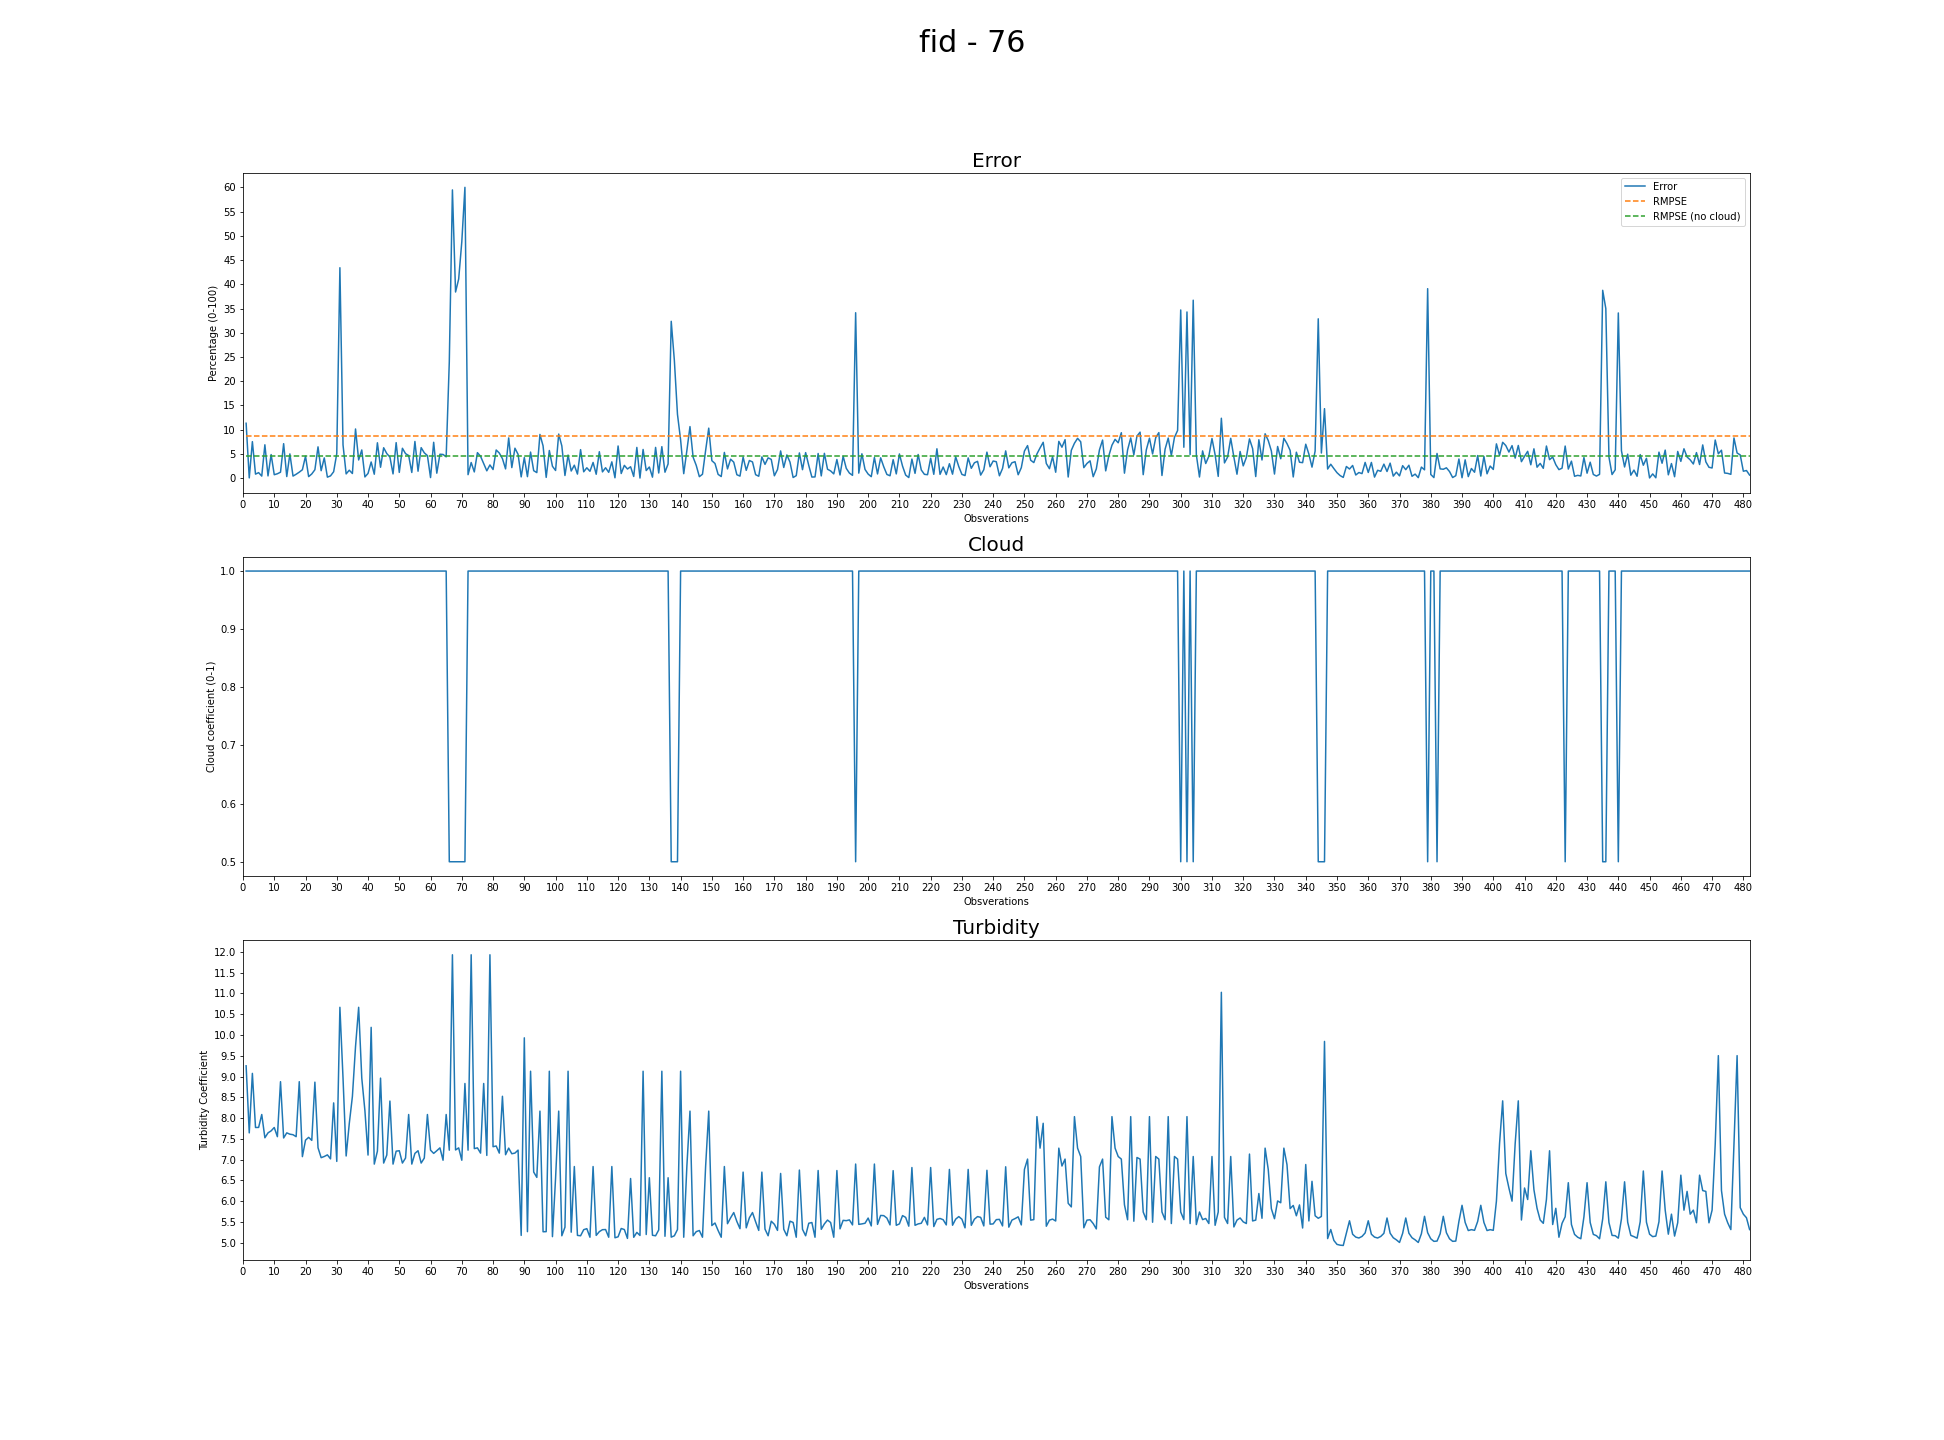 fid - 76
Error
Percentage (0-100)
60
55
50
45
40
35
30
25
20
15
10
5
0
Error
RMPSE
RMPSE (no cloud)
0 10 20 30 40 50 60 70 80 90 100 110 120 130 140 150 160 170 180 190 200 210 220 230 240 250 260 270 280 290 300 310 320 330 340 350 360 370 380 390 400 410 420 430 440 450 460 470 480
Obsverations
Cloud
Cloud coefficient (0-1)
1.0
0.9
0.8
0.7
0.6
0.5
0 10 20 30 40 50 60 70 80 90 100 110 120 130 140 150 160 170 180 190 200 210 220 230 240 250 260 270 280 290 300 310 320 330 340 350 360 370 380 390 400 410 420 430 440 450 460 470 480
Obsverations
Turbidity
Turbidity Coefficient
12.0
11.5
11.0
10.5
10.0
9.5
9.0
8.5
8.0
7.5
7.0
6.5
6.0
5.5
5.0
0 10 20 30 40 50 60 70 80 90 100 110 120 130 140 150 160 170 180 190 200 210 220 230 240 250 260 270 280 290 300 310 320 330 340 350 360 370 380 390 400 410 420 430 440 450 460 470 480
Obsverations